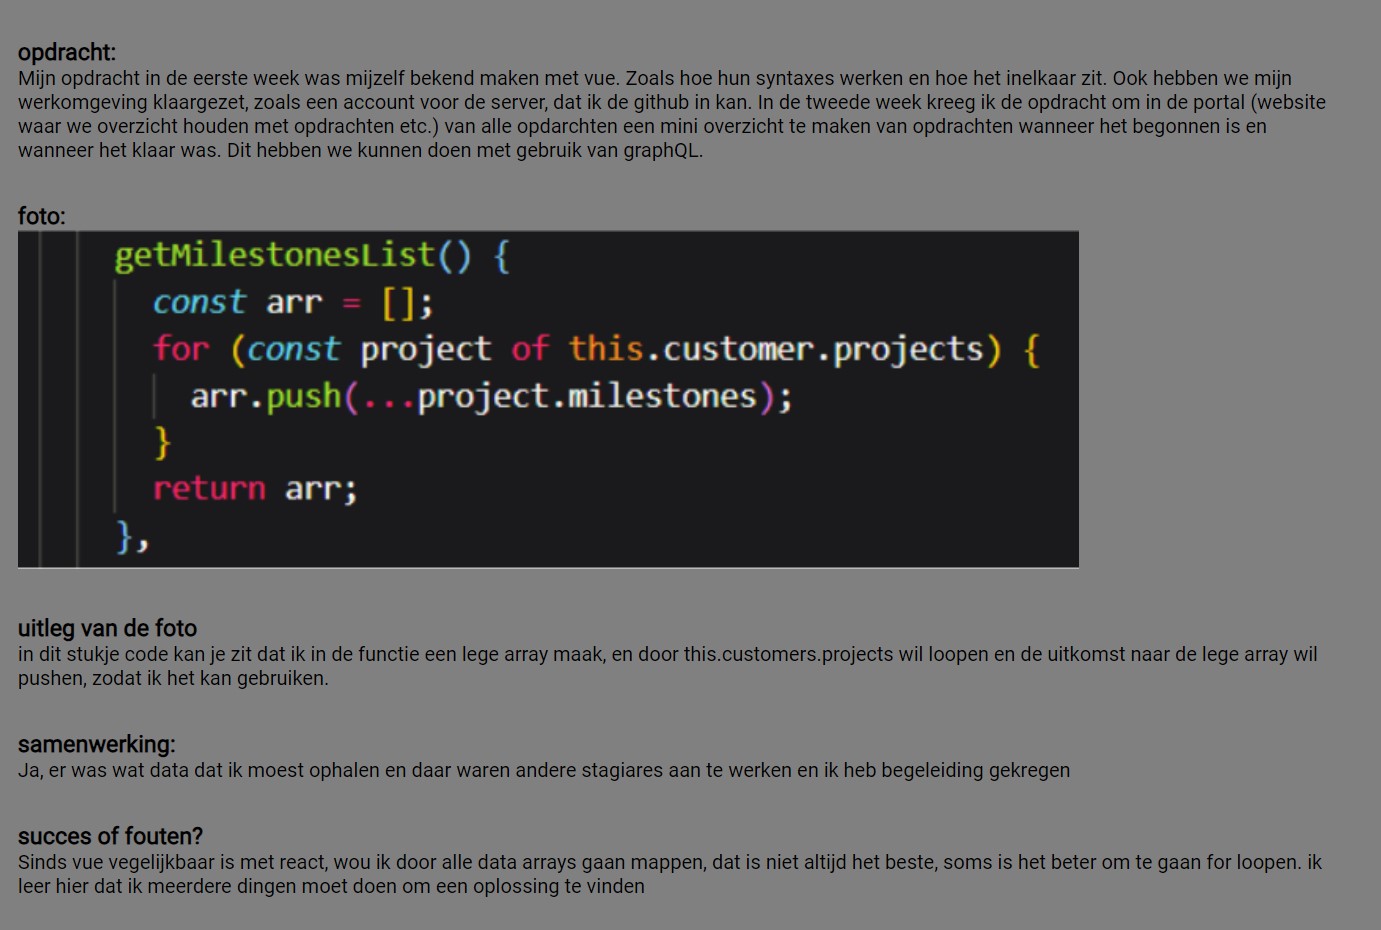 opdracht:
Mijn opdracht in de eerste week was mijzelf bekend maken met vue. Zoals hoe hun syntaxes werken en hoe het inelkaar zit. Ook hebben we mijn
werkomgeving klaargezet, zoals een account voor de server, dat ik de github in kan. In de tweede week kreeg ik de opdracht om in de portal (website
waar we overzicht houden met opdrachten etc.) van alle opdarchten een mini overzicht te maken van opdrachten wanneer het begonnen is en
wanneer het klaar was. Dit hebben we kunnen doen met gebruik van graphQL.
foto:
getMilestonesList() {
const arr = [];
for (const project of this.customer.projects) {
arr.push(...project.milestones);
}
return arr;
},
uitleg van de foto
in dit stukje code kan je zit dat ik in de functie een lege array maak, en door this.customers.projects wil loopen en de uitkomst naar de lege array wil
pushen, zodat ik het kan gebruiken.
samenwerking:
Ja, er was wat data dat ik moest ophalen en daar waren andere stagiares aan te werken en ik heb begeleiding gekregen
succes of fouten?
Sinds vue vegelijkbaar is met react, wou ik door alle data arrays gaan mappen, dat is niet altijd het beste, soms is het beter om te gaan for loopen. ik
leer hier dat ik meerdere dingen moet doen om een oplossing te vinden